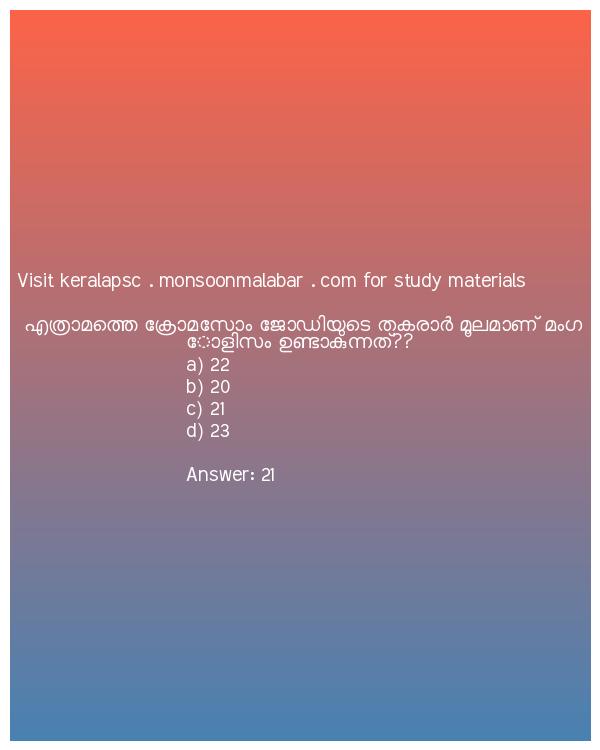 Visit keralapsc . monsoonmalabar . com for study materials
എത്രാമത്തെ ക്രോമസോം ജോഡിയുടെ തകരാർ മൂലമാണ് മംഗ
ോളിസം ഉണ്ടാകുന്നത്??
a) 22
b) 20
c) 21
d) 23
Answer: 21